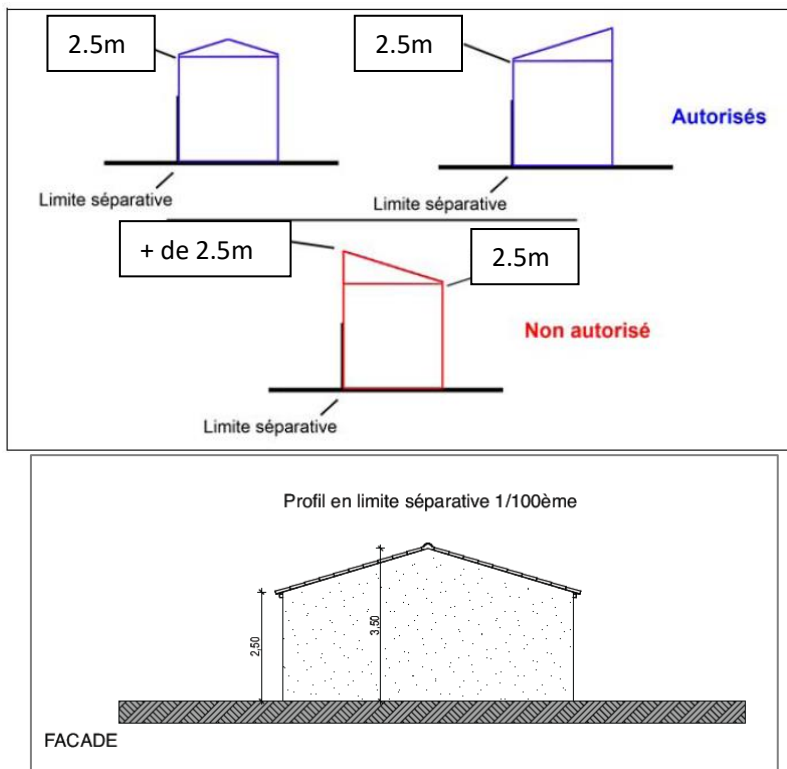 2.5m
2.5m
Autorisés
Limite séparative
Limite séparative
+ de 2.5m
2.5m
Non autorisé
Limite séparative
Profil en limite séparative 1/100ème
2,50
3,50
FACADE